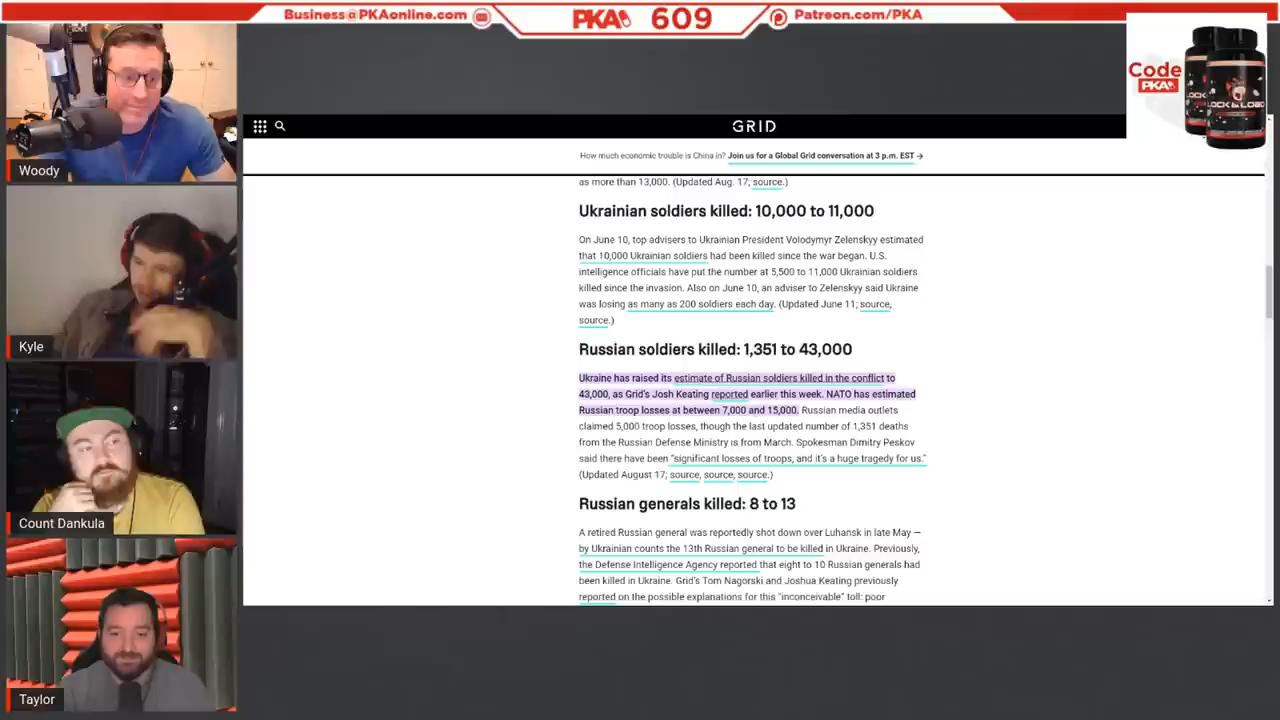 Business@PKAonline.com
PKA 609
Patreon.com/PKA
Woody
Kyle
Count Dankula
Taylor
Code
PKA
LOCK & LOAD
GRID
How much economic trouble is China in? Join us for a Global Grid conversation at 3 p.m. EST →
as more than 13,000. (Updated Aug. 17; source.)
Ukrainian soldiers killed: 10,000 to 11,000
On June 10, top advisers to Ukrainian President Volodymyr Zelenskyy estimated
that 10,000 Ukrainian soldiers had been killed since the war began. U.S.
intelligence officials have put the number at 5,500 to 11,000 Ukrainian soldiers
killed since the invasion. Also on June 10, an adviser to Zelenskyy said Ukraine
was losing as many as 200 soldiers each day. (Updated June 11; source,
source.)
Russian soldiers killed: 1,351 to 43,000
Ukraine has raised its estimate of Russian soldiers killed in the conflict to
43,000, as Grid's Josh Keating reported earlier this week. NATO has estimated
Russian troop losses at between 7,000 and 15,000. Russian media outlets
claimed 5,000 troop losses, though the last updated number of 1,351 deaths
from the Russian Defense Ministry is from March. Spokesman Dimitry Peskov
said there have been "significant losses of troops, and it's a huge tragedy for us."
(Updated August 17; source, source, source.)
Russian generals killed: 8 to 13
A retired Russian general was reportedly shot down over Luhansk in late May —
by Ukrainian counts the 13th Russian general to be killed in Ukraine. Previously,
the Defense Intelligence Agency reported that eight to 10 Russian generals had
been killed in Ukraine. Grid's Tom Nagorski and Joshua Keating previously
reported on the possible explanations for this "inconceivable" toll: poor